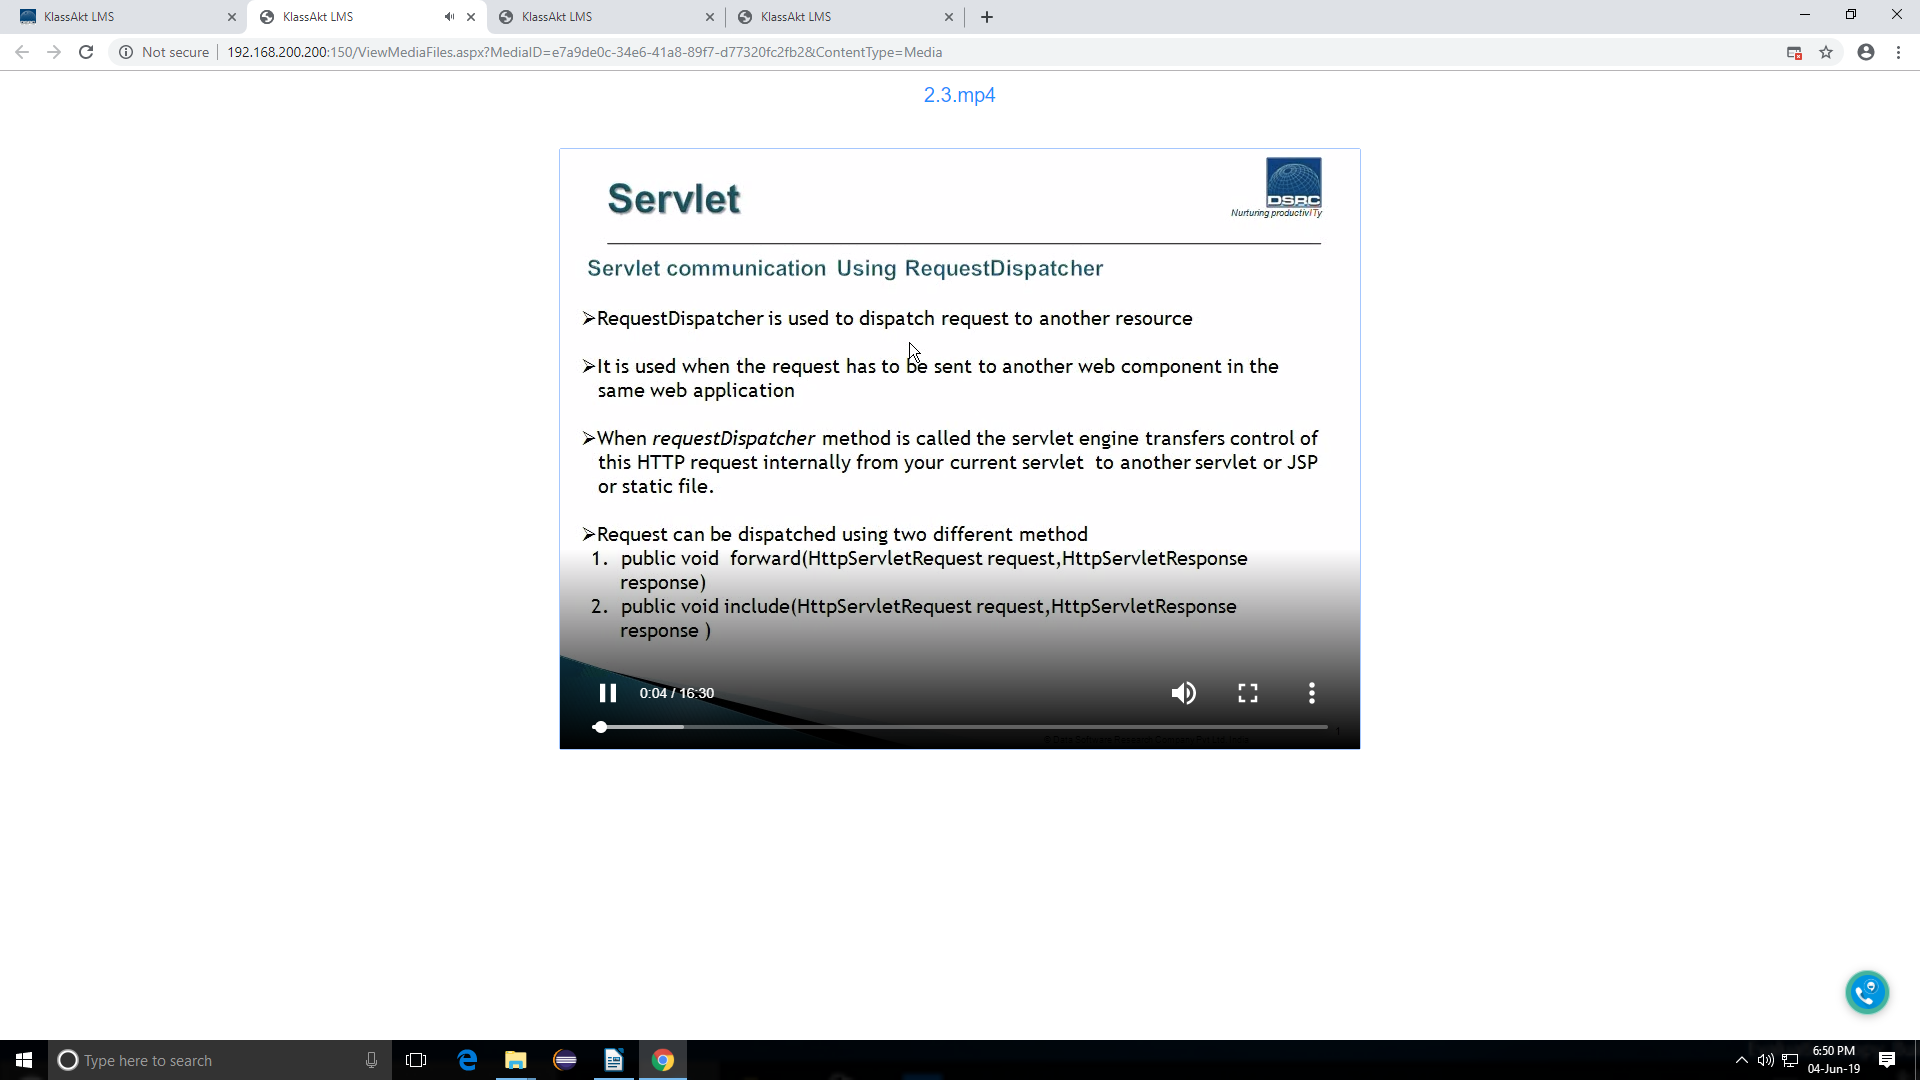 KlassAkt LMS
KlassAkt LMS
KlassAkt LMS
KlassAkt LMS
Not secure
192.168.200.200:150/ViewMediaFiles.aspx?MediaID=e7a9de0c-34e6-41a8-89f7-d77320fc2fb2&ContentType=Media
2.3.mp4
Servlet
DSRC
Nurturing productivITy
Servlet communication Using RequestDispatcher
➢RequestDispatcher is used to dispatch request to another resource
➢It is used when the request has to be sent to another web component in the
same web application
➢When requestDispatcher method is called the servlet engine transfers control of
this HTTP request internally from your current servlet to another servlet or JSP
or static file.
➢Request can be dispatched using two different method
1. public void forward(HttpServletRequest request,HttpServletResponse
response)
2. public void include(HttpServletRequest request,HttpServletResponse
response )
0:04 / 16:30
1
Type here to search
6:50 PM
04-Jun-19